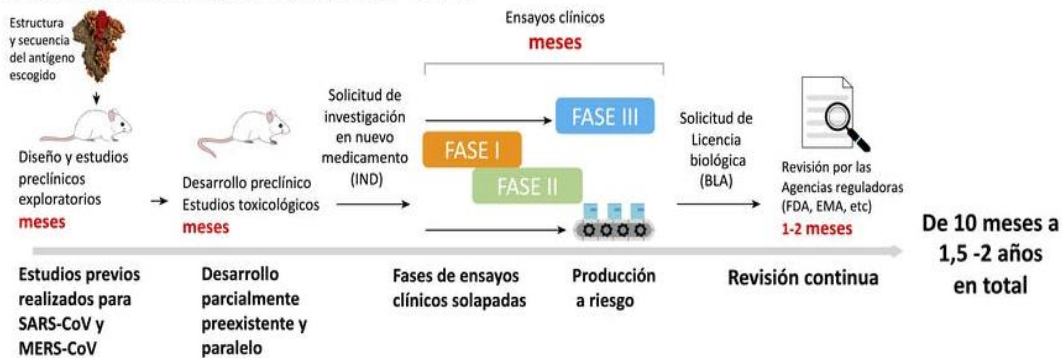 Estructura
y secuencia
del antígeno
escogido
Diseño y estudios
preclínicos
exploratorios
meses
Desarrollo preclínico
Estudios toxicológicos
meses
Solicitud de
investigación
en nuevo
medicamento
(IND)
Ensayos clínicos
meses
FASE I
FASE II
FASE III
Solicitud de
Licencia
biológica
(BLA)
Revisión por las
Agencias reguladoras
(FDA, EMA, etc)
1-2 meses
De 10 meses a
1,5 -2 años
en total
Estudios previos
realizados para
SARS-CoV y
MERS-CoV
Desarrollo
parcialmente
preexistente y
paralelo
Fases de ensayos
clínicos solapadas
Producción
a riesgo
Revisión continua